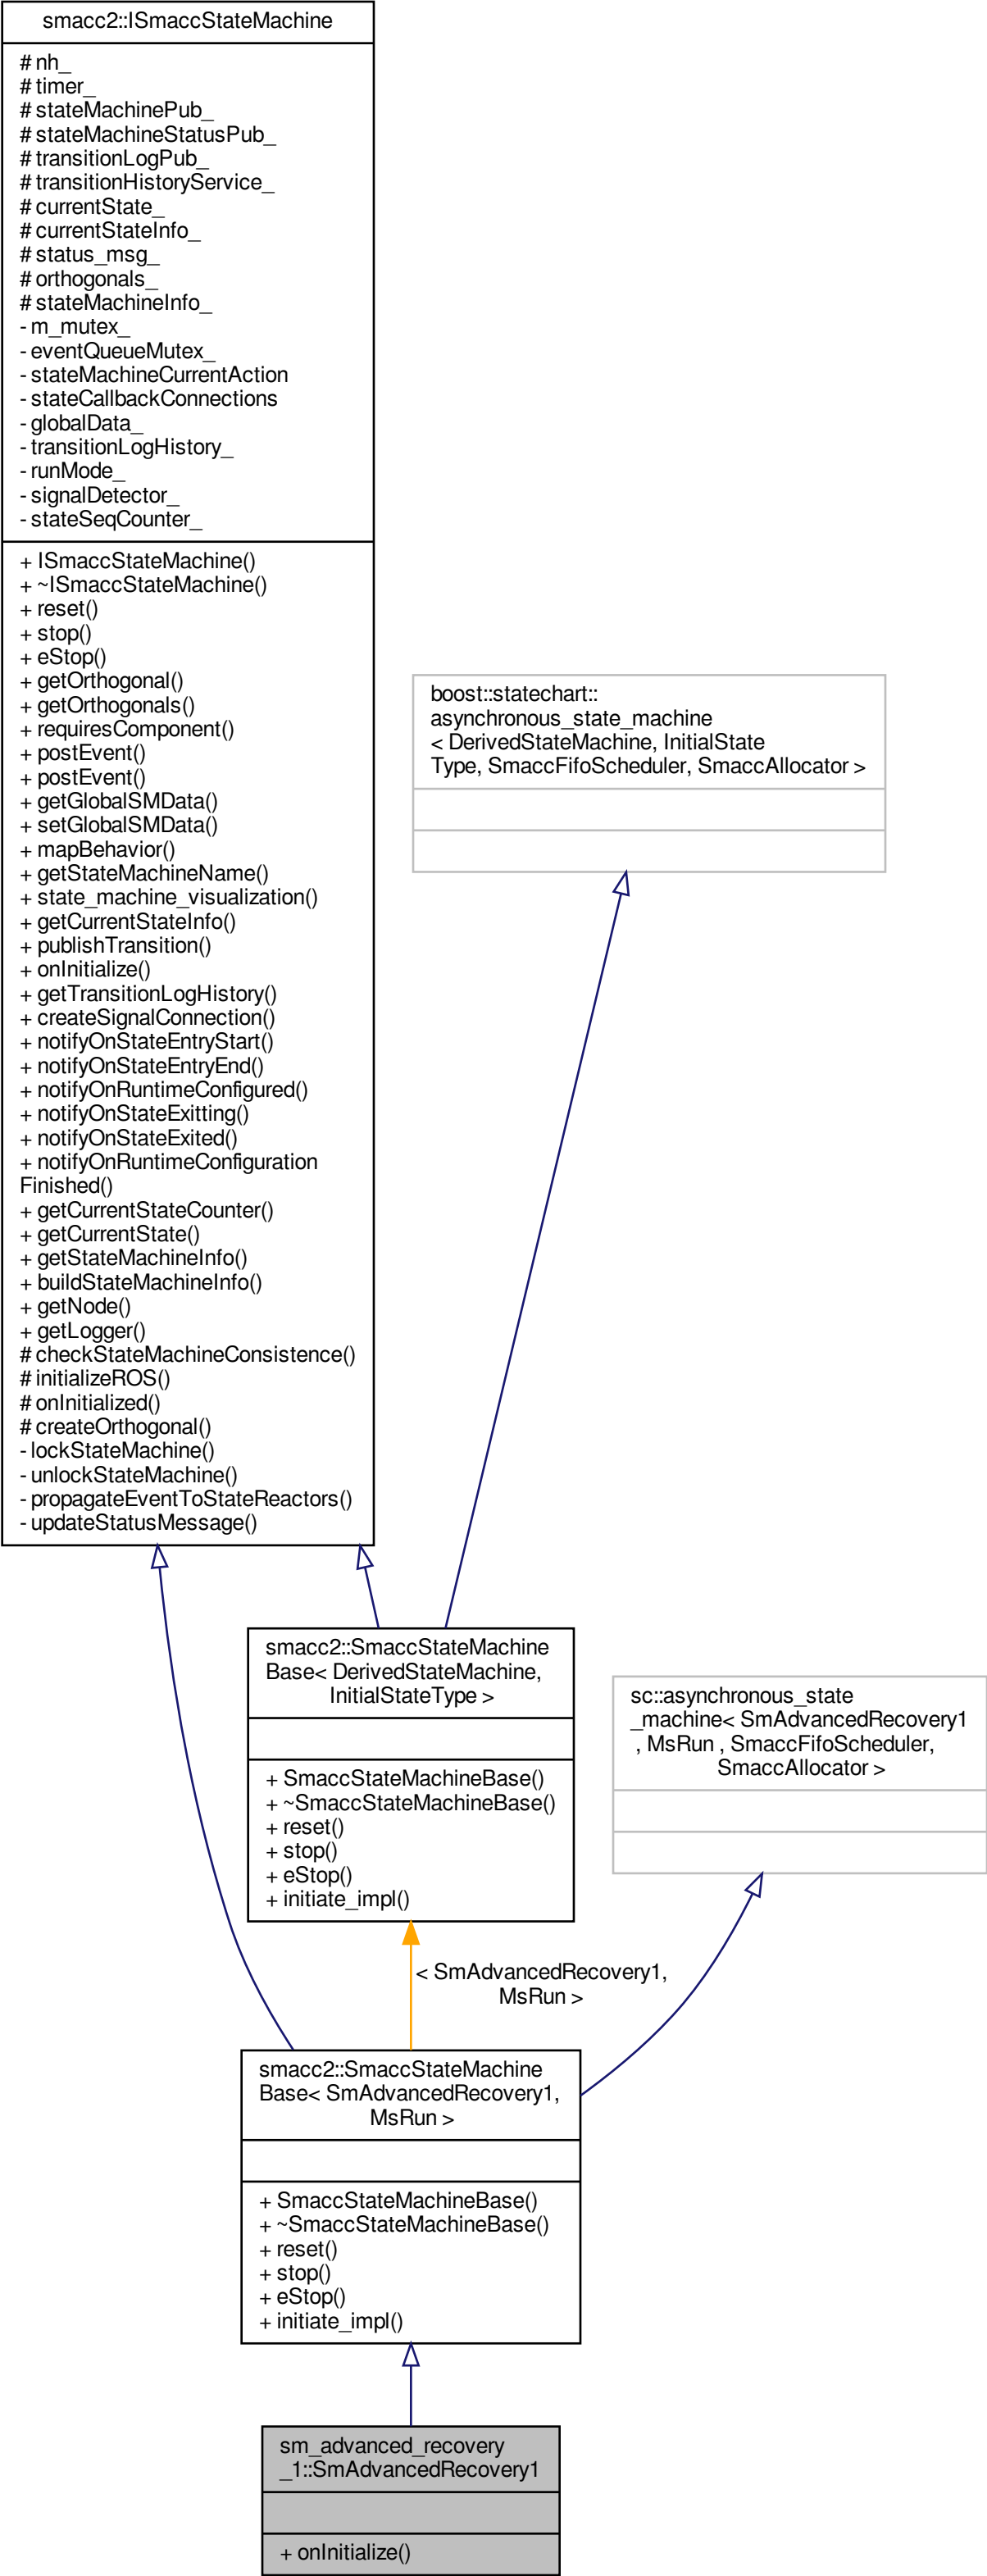 smacc2::ISmaccStateMachine
# nh_
# timer_
# stateMachinePub_
# stateMachineStatusPub_
# transitionLogPub_
# transitionHistoryService_
# currentState_
# currentStateInfo_
# status_msg_
# orthogonals_
# stateMachineInfo_
- m_mutex_
- eventQueueMutex_
- stateMachineCurrentAction
- stateCallbackConnections
- globalData_
- transitionLogHistory_
- runMode_
- signalDetector_
- stateSeqCounter_
+ ISmaccStateMachine()
+ ~ISmaccStateMachine()
+ reset()
+ stop()
+ eStop()
+ getOrthogonal()
+ getOrthogonals()
+ requiresComponent()
+ postEvent()
+ postEvent()
+ getGlobalSMData()
+ setGlobalSMData()
+ mapBehavior()
+ getStateMachineName()
+ state_machine_visualization()
+ getCurrentStateInfo()
+ publishTransition()
+ onInitialize()
+ getTransitionLogHistory()
+ createSignalConnection()
+ notifyOnStateEntryStart()
+ notifyOnStateEntryEnd()
+ notifyOnRuntimeConfigured()
+ notifyOnStateExitting()
+ notifyOnStateExited()
+ notifyOnRuntimeConfiguration
Finished()
+ getCurrentStateCounter()
+ getCurrentState()
+ getStateMachineInfo()
+ buildStateMachineInfo()
+ getNode()
+ getLogger()
# checkStateMachineConsistence()
# initializeROS()
# onInitialized()
# createOrthogonal()
- lockStateMachine()
- unlockStateMachine()
- propagateEventToStateReactors()
- updateStatusMessage()
boost::statechart::
asynchronous_state_machine
< DerivedStateMachine, InitialState
Type, SmaccFifoScheduler, SmaccAllocator >
smacc2::SmaccStateMachine
Base< DerivedStateMachine,
InitialStateType >
+ SmaccStateMachineBase()
+ ~SmaccStateMachineBase()
+ reset()
+ stop()
+ eStop()
+ initiate_impl()
sc::asynchronous_state
_machine< SmAdvancedRecovery1
, MsRun , SmaccFifoScheduler,
SmaccAllocator >
< SmAdvancedRecovery1,
MsRun >
smacc2::SmaccStateMachine
Base< SmAdvancedRecovery1,
MsRun >
+ SmaccStateMachineBase()
+ ~SmaccStateMachineBase()
+ reset()
+ stop()
+ eStop()
+ initiate_impl()
sm_advanced_recovery
_1::SmAdvancedRecovery1
+ onInitialize()